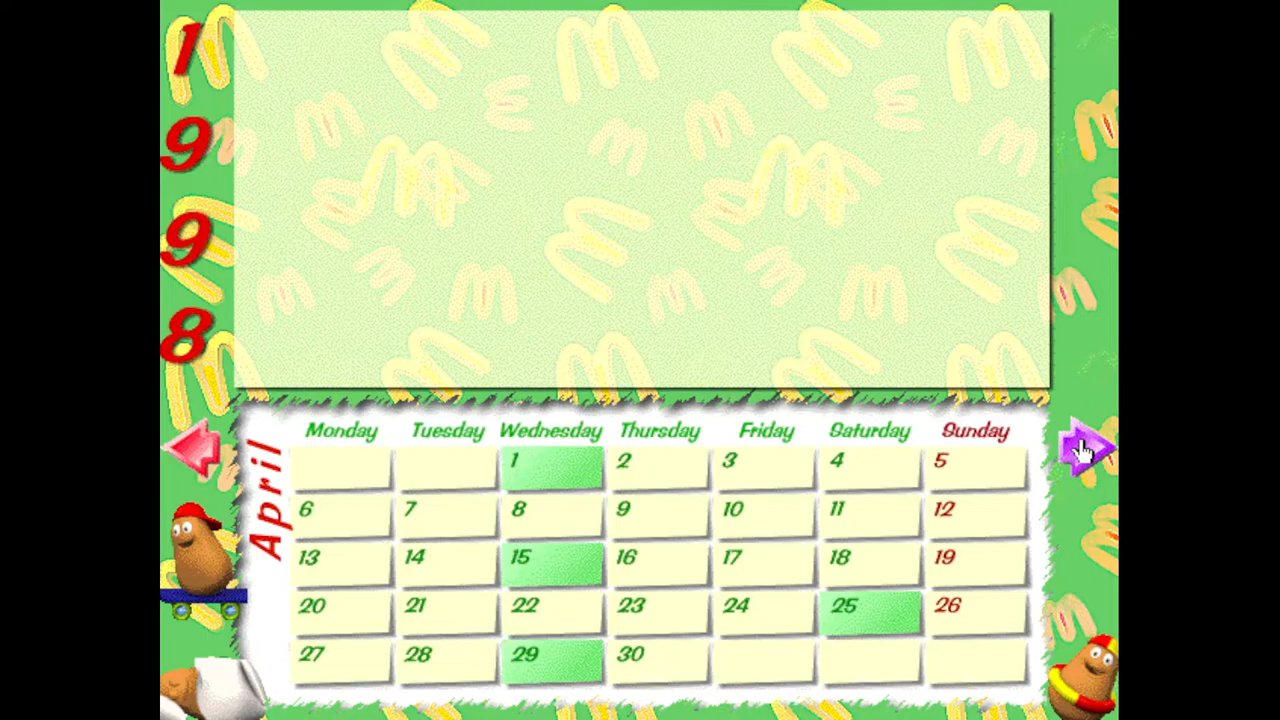 1
9
9
8
April
Monday Tuesday Wednesday Thursday Friday Saturday Sunday
1 2 3 4 5
6 7 8 9 10 11 12
13 14 15 16 17 18 19
20 21 22 23 24 25 26
27 28 29 30